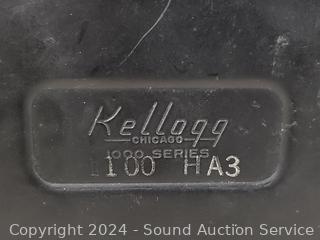 Kellogg
CHICAGO
1000 SERIES
1100 HA3
Copyright © 2024 - Sound Auction Service